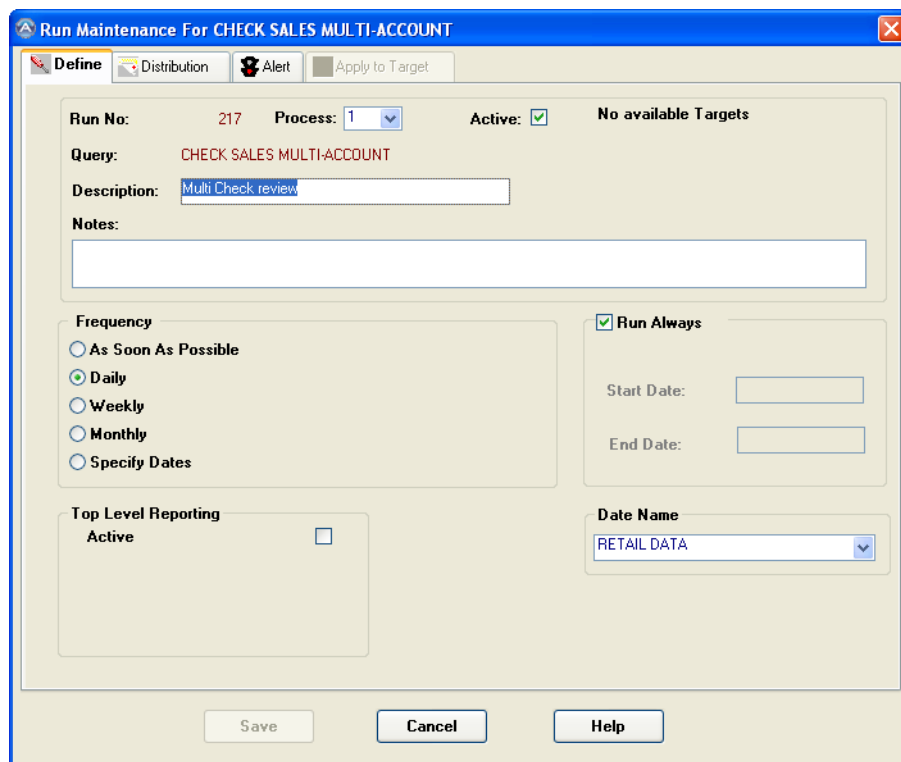 Run Maintenance For CHECK SALES MULTI-ACCOUNT
Define Distribution Alert Apply to Target
Run No: 217 Process: 1 Active: No available Targets
Query: CHECK SALES MULTI-ACCOUNT
Description: Multi Check review
Notes:
Frequency
As Soon As Possible
Daily
Weekly
Monthly
Specify Dates
Run Always
Start Date:
End Date:
Top Level Reporting
Active
Date Name
RETAIL DATA
Save Cancel Help